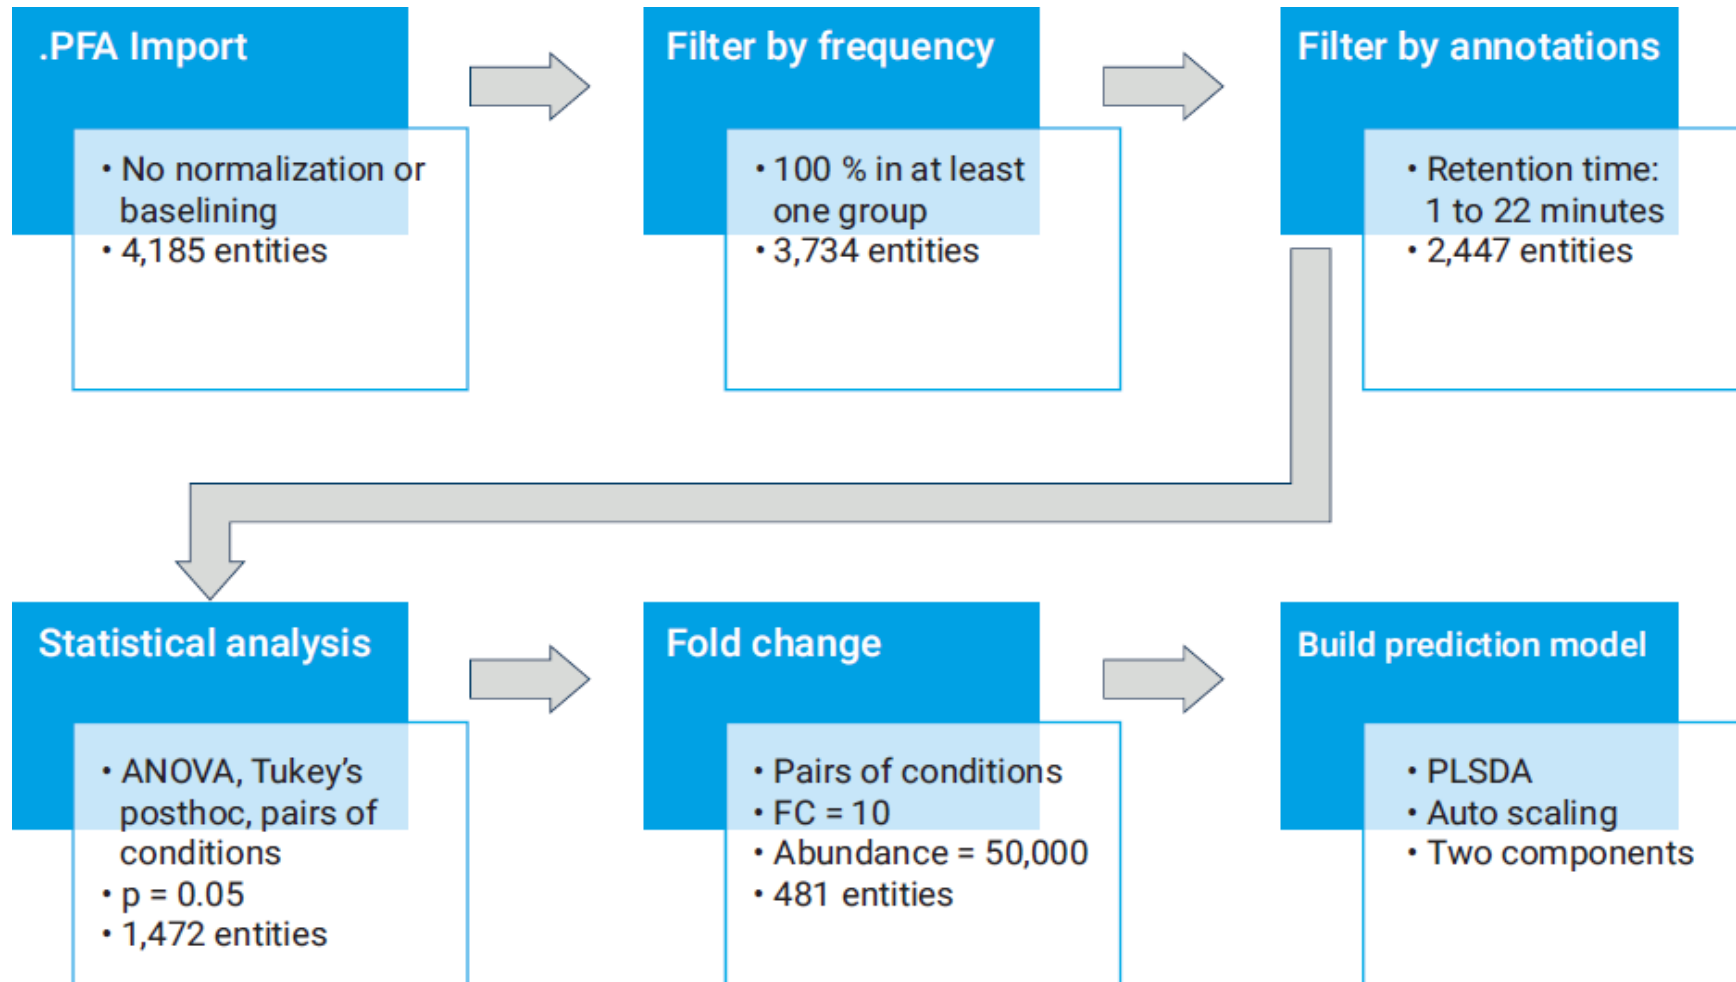 .PFA Import
• No normalization or
baselining
• 4,185 entities
Filter by frequency
• 100 % in at least
one group
• 3,734 entities
Filter by annotations
• Retention time:
1 to 22 minutes
• 2,447 entities
Statistical analysis
• ANOVA, Tukey's
posthoc, pairs of
conditions
• p = 0.05
• 1,472 entities
Fold change
• Pairs of conditions
• FC = 10
• Abundance = 50,000
• 481 entities
Build prediction model
• PLSDA
• Auto scaling
• Two components